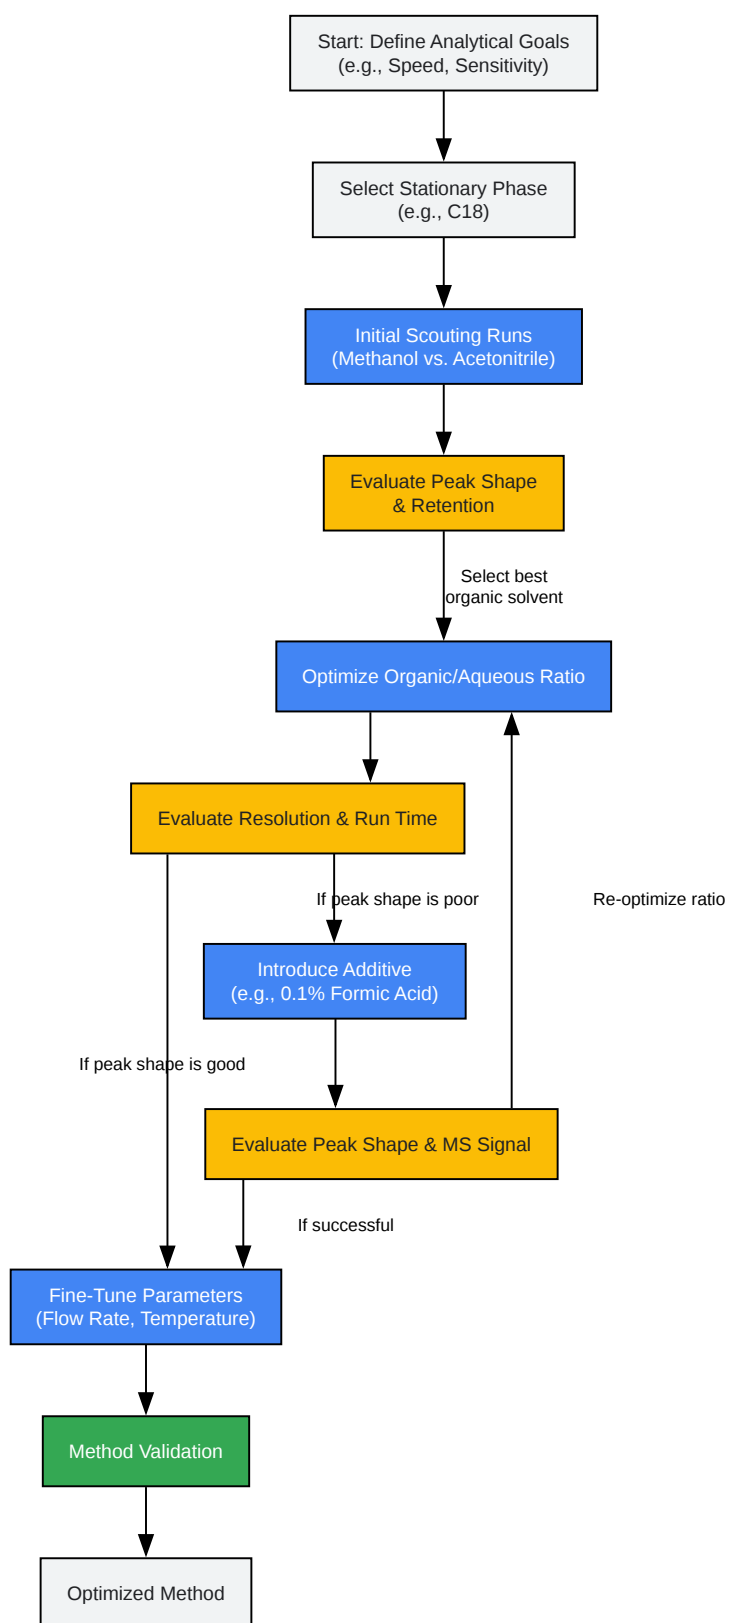 Start: Define Analytical Goals
(e.g., Speed, Sensitivity)
Select Stationary Phase
(e.g., C18)
Initial Scouting Runs
(Methanol vs. Acetonitrile)
Evaluate Peak Shape
& Retention
Select best
organic solvent
Optimize Organic/Aqueous Ratio
Evaluate Resolution & Run Time
If peak shape is poor
Re-optimize ratio
Introduce Additive
(e.g., 0.1% Formic Acid)
If peak shape is good
Evaluate Peak Shape & MS Signal
If successful
Fine-Tune Parameters
(Flow Rate, Temperature)
Method Validation
Optimized Method